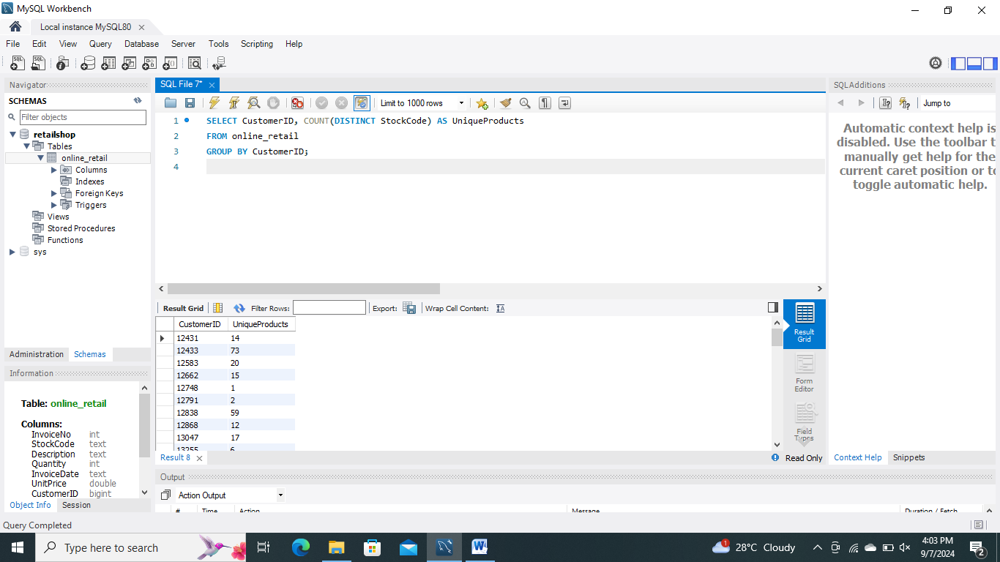 MySQL Workbench
Local instance MySQL80
File Edit View Query Database Server Tools Scripting Help
Navigator
SCHEMAS
Filter objects
retailshop
Tables
online_retail
Columns
Indexes
Foreign Keys
Triggers
Views
Stored Procedures
Functions
sys
Administration Schemas
Information
Table: online_retail
Columns:
InvoiceNo int
StockCode text
Description text
Quantity int
InvoiceDate text
UnitPrice double
CustomerID bigint
Object Info Session
SQL File 7*
Limit to 1000 rows
1 SELECT CustomerID, COUNT(DISTINCT StockCode) AS UniqueProducts
2 FROM online_retail
3 GROUP BY CustomerID;
4
Result Grid Filter Rows: Export: Wrap Cell Content:
CustomerID UniqueProducts
12431 14
12433 73
12583 20
12662 15
12748 1
12791 2
12838 59
12868 12
13047 17
13255 6
Result Grid
Form Editor
Field Types
Result 8
Read Only
Output
Action Output
# Time Action Message Duration / Fetch
SQLAdditions
Jump to
Automatic context help is
disabled. Use the toolbar t
manually get help for the
current caret position or to
toggle automatic help.
Context Help Snippets
Query Completed
Type here to search
1
28°C Cloudy
4:03 PM
9/7/2024
2